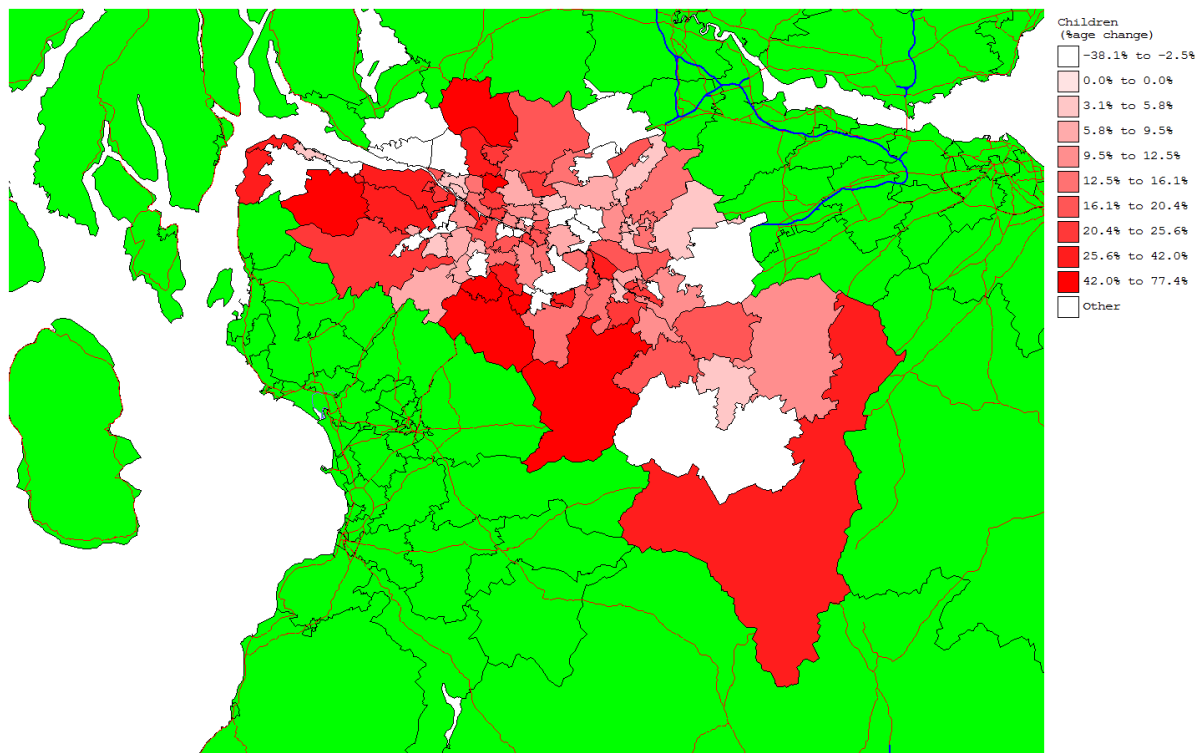 Children
(%age change)
-38.1% to -2.5%
0.0% to 0.0%
3.1% to 5.8%
5.8% to 9.5%
9.5% to 12.5%
12.5% to 16.1%
16.1% to 20.4%
20.4% to 25.6%
25.6% to 42.0%
42.0% to 77.4%
Other